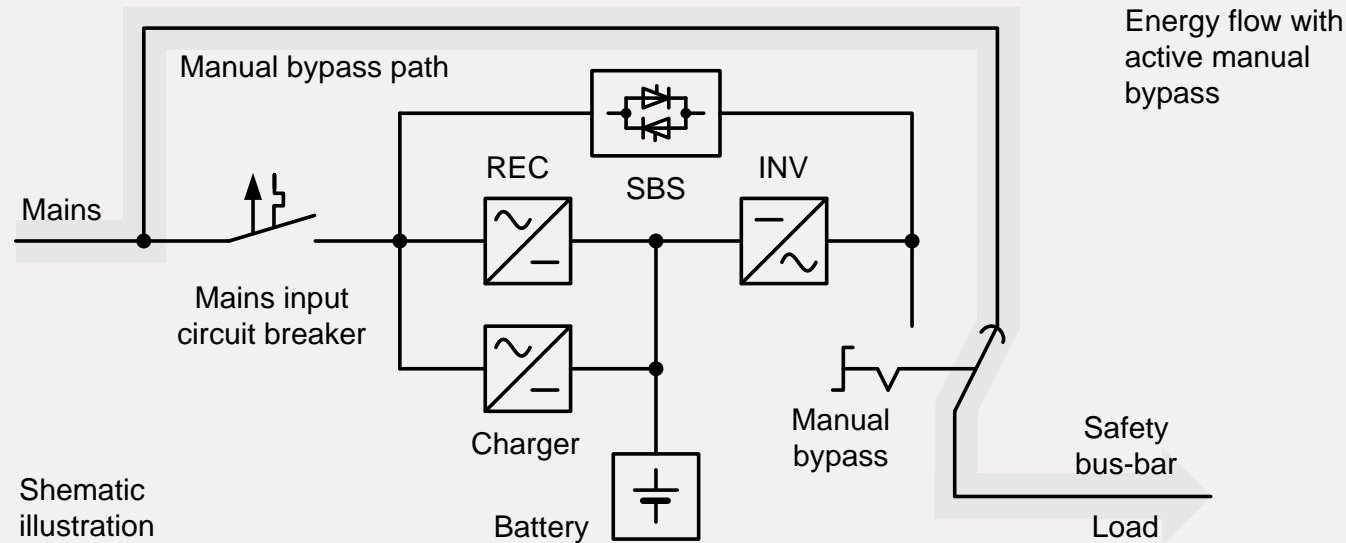 Energy flow with
active manual
bypass
Manual bypass path
REC
SBS
INV
Mains
Mains input
circuit breaker
Charger
Manual
bypass
Safety
bus-bar
Load
Battery
Shematic
illustration